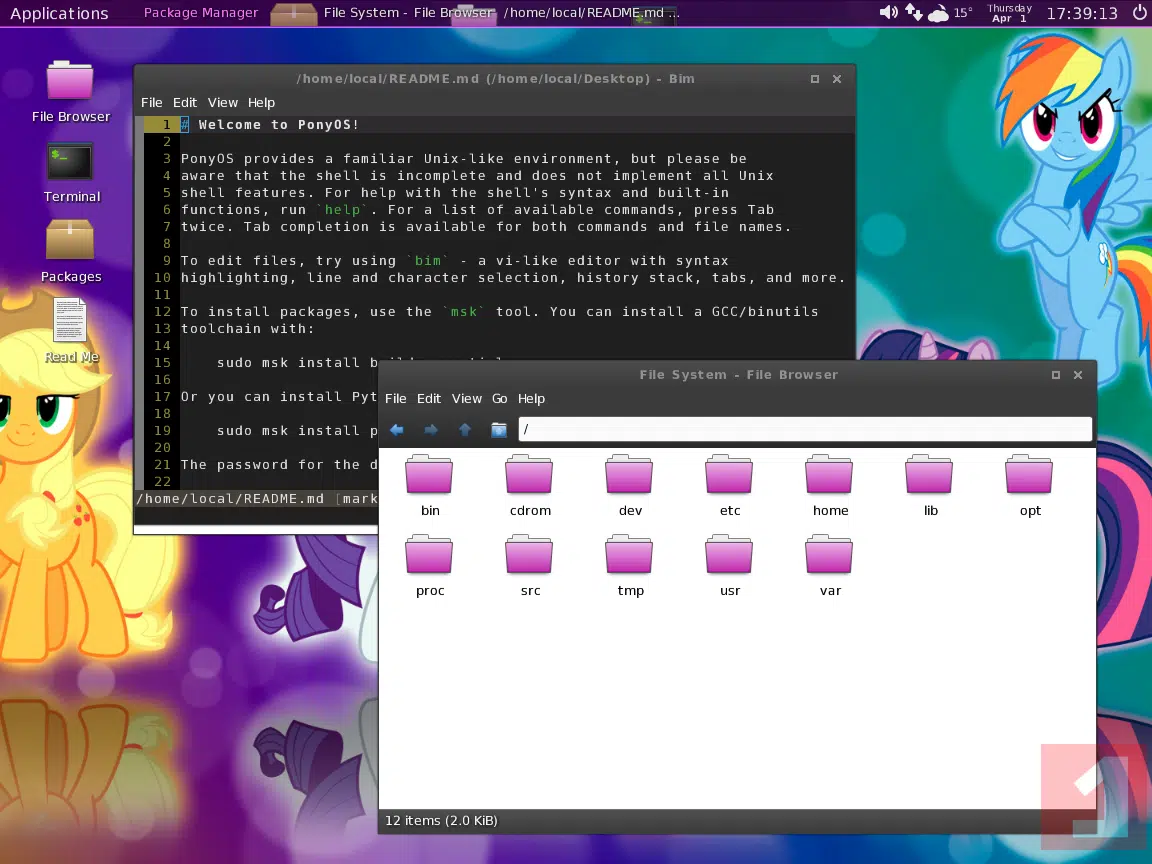 Applications
Package Manager
File System - File Browser
/home/local/README.md ...
15°
Thursday
Apr 1
17:39:13
File Browser
Terminal
Packages
Read Me
/home/local/README.md (/home/local/Desktop) - Bim
File Edit View Help
1 # Welcome to PonyOS!
2
3 PonyOS provides a familiar Unix-like environment, but please be
4 aware that the shell is incomplete and does not implement all Unix
5 shell features. For help with the shell's syntax and built-in
6 functions, run `help`. For a list of available commands, press Tab
7 twice. Tab completion is available for both commands and file names.
8
9 To edit files, try using `bim` - a vi-like editor with syntax
10 highlighting, line and character selection, history stack, tabs, and more.
11
12 To install packages, use the `msk` tool. You can install a GCC/binutils
13 toolchain with:
14
15 sudo msk install
16
17 Or you can install Pyt
18
19 sudo msk install p
20
21 The password for the d
22
/home/local/README.md [mark
File System - File Browser
File Edit View Go Help
/
bin
cdrom
dev
etc
home
lib
opt
proc
src
tmp
usr
var
12 items (2.0 KiB)